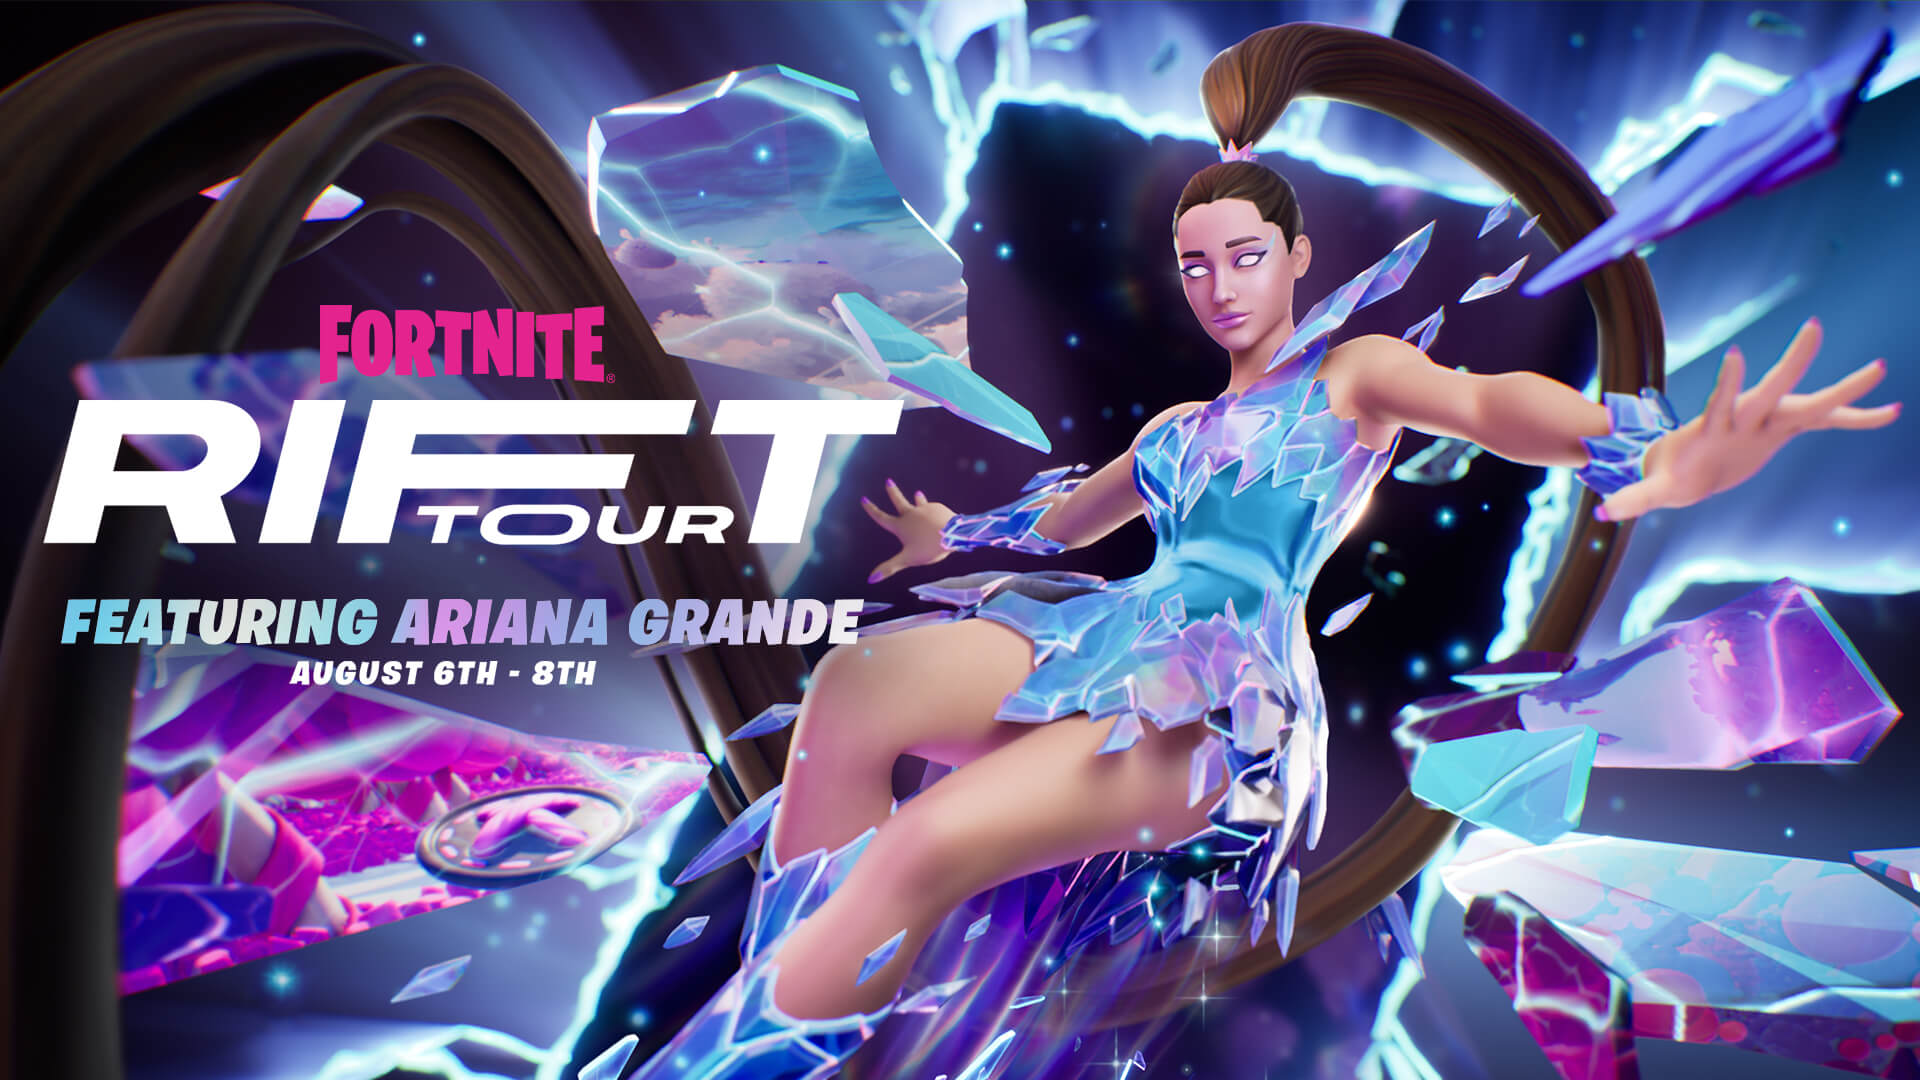 FORTNITE®
RIFT
TOUR
FEATURING ARIANA GRANDE
AUGUST 6TH - 8TH